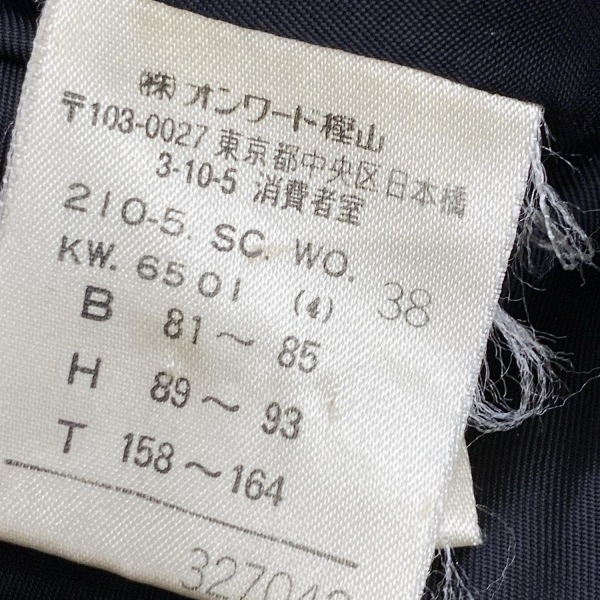 (株)オンワード樫山
〒103-0027 東京都中央区日本橋
3-10-5 消費者室
210-5. SC. WO.
KW. 6501 (4) 38
B 81～85
H 89～93
T 158～164